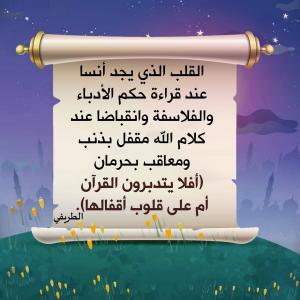 القلب الذي يجد أنسا
عند قراءة حكم الأدباء
والفلاسفة وانقباضا عند
كلام الله مقفل بذنب
ومعاقب بحرمان
(أفلا يتدبرون القرآن
أم على قلوب أقفالها).
الطريفي